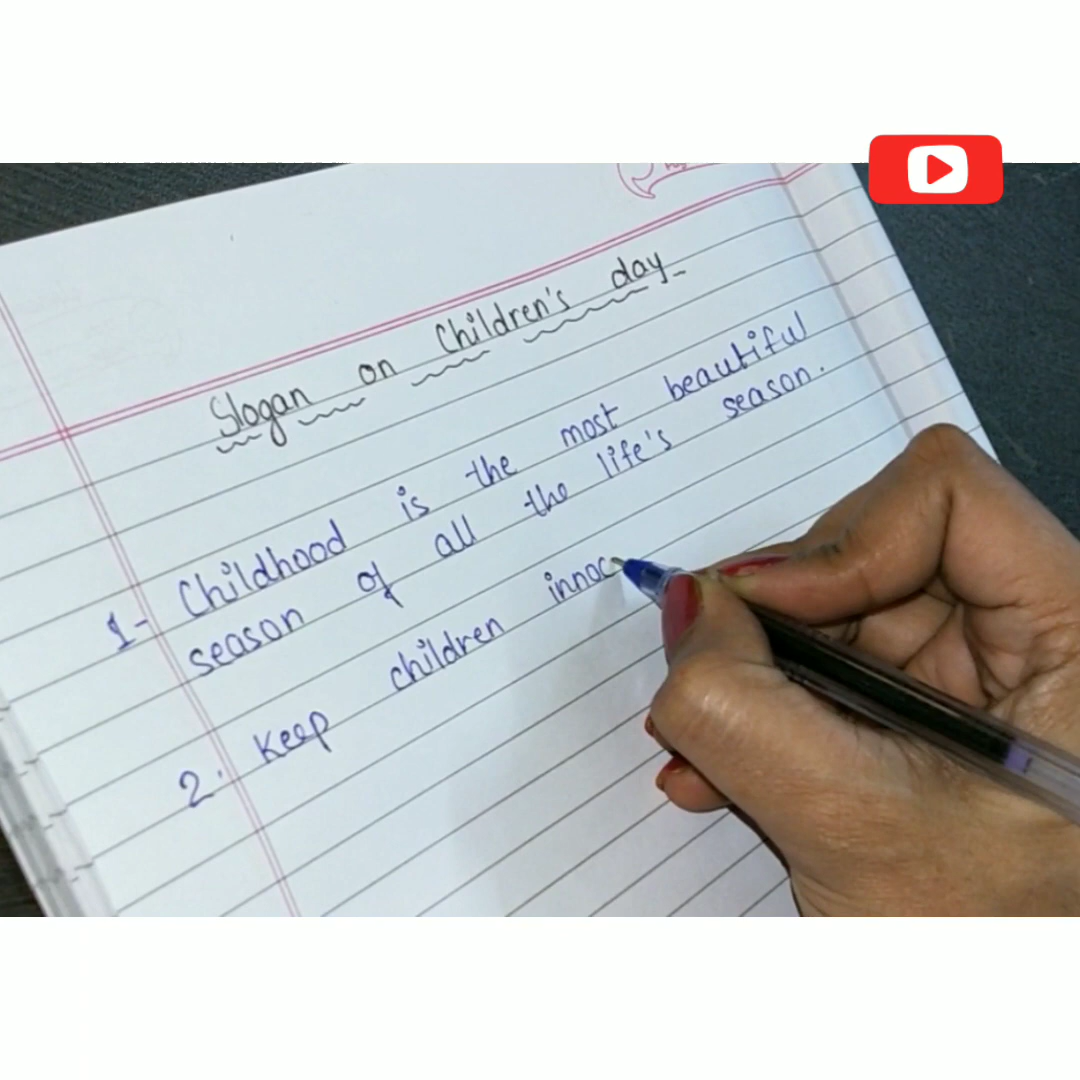 Slogan on Children's day
1- Childhood is the most beautiful
season of all the life's season.
2. Keep children innoc